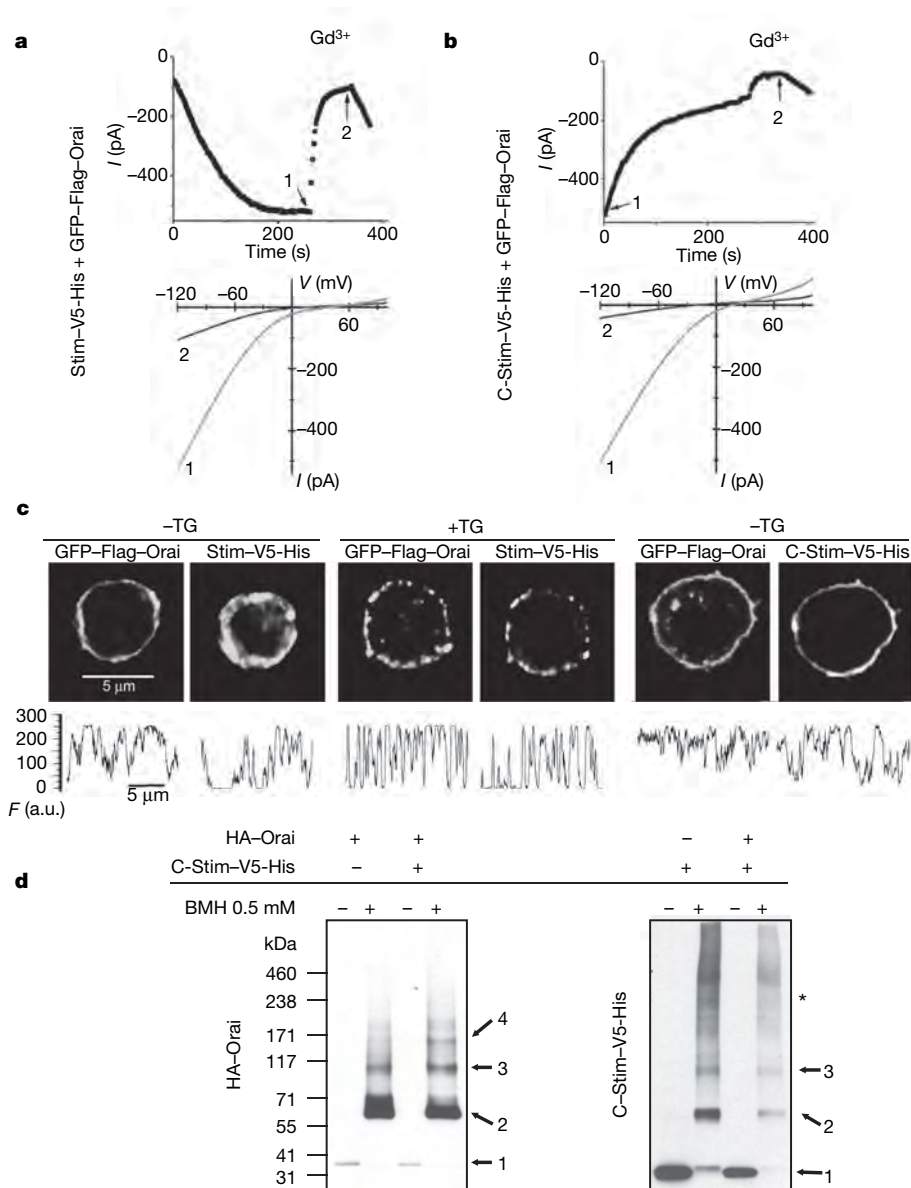 a
Gd3+
0
−200
−400
I (pA)
1
2
0 200 400
Time (s)
Stim–V5-His + GFP–Flag–Orai
V (mV)
−120 −60
60
2
−200
−400
1
I (pA)
b
Gd3+
0
−200
−400
I (pA)
1
2
0 200 400
Time (s)
C-Stim–V5-His + GFP–Flag–Orai
V (mV)
−120 −60
60
2
−200
−400
1
I (pA)
c
−TG +TG −TG
GFP–Flag–Orai Stim–V5-His GFP–Flag–Orai Stim–V5-His GFP–Flag–Orai C-Stim–V5-His
5 μm
300
200
100
0
F (a.u.)
5 μm
d
HA–Orai + + − +
C-Stim–V5-His − + + +
BMH 0.5 mM − + − + − + − +
kDa
460
238
171
117
71
55
41
31
HA–Orai
4
3
2
1
C-Stim–V5-His
*
3
2
1